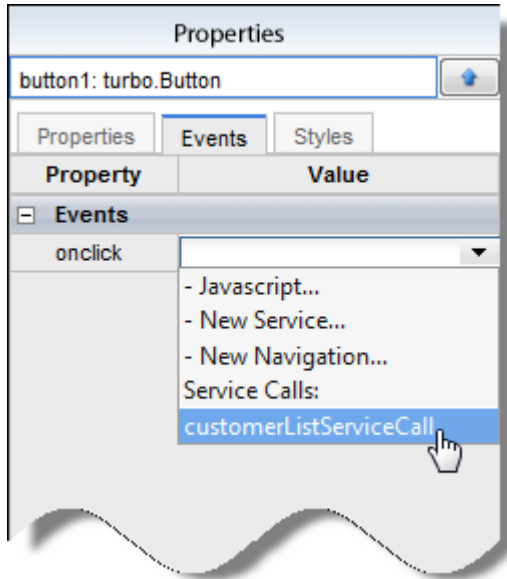 Properties
button1: turbo.Button
Properties Events Styles
Property Value
Events
onclick
- Javascript...
- New Service...
- New Navigation...
Service Calls:
customerListServiceCall